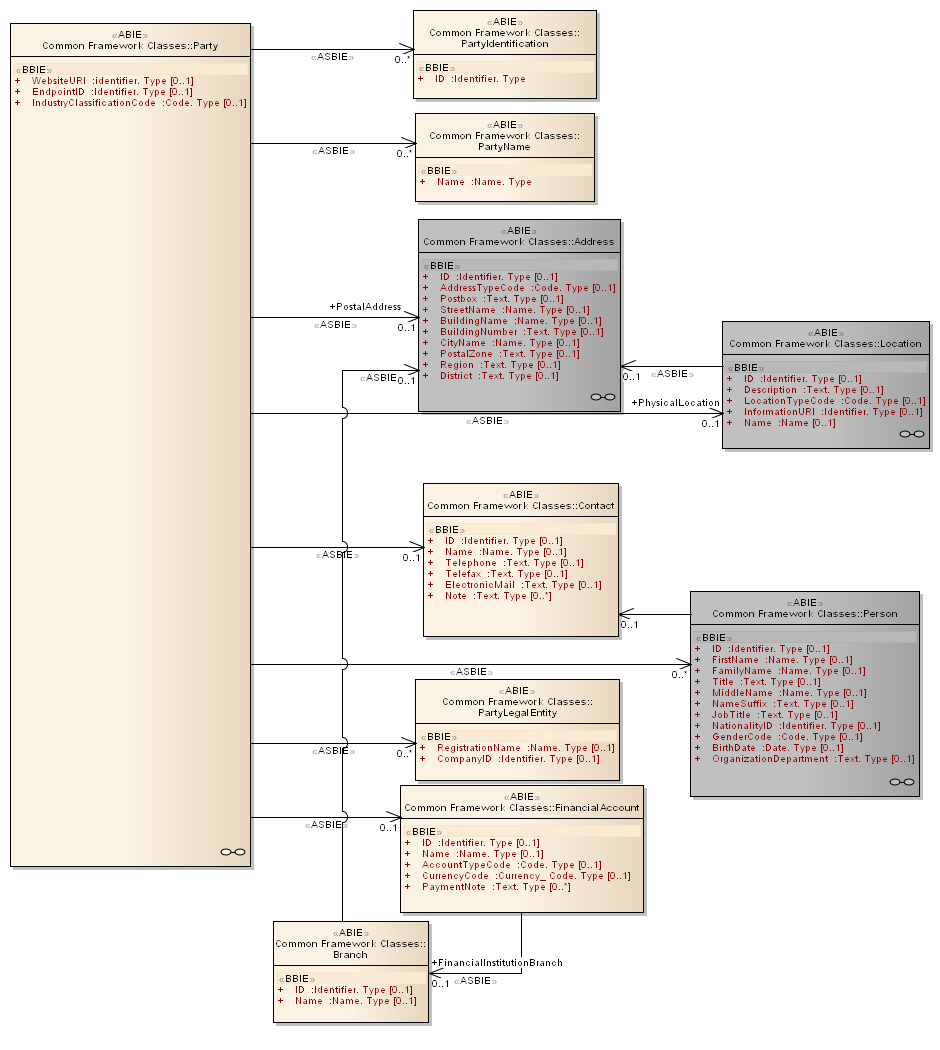 «ABIE»
Common Framework Classes::Party
«BBIE»
+ WebsiteURI :identifier. Type [0..1]
+ EndpointID :Identifier. Type [0..1]
+ IndustryClassificationCode :Code. Type [0..1]
«ASBIE»
0..*
«ABIE»
Common Framework Classes::
PartyIdentification
«BBIE»
+ ID :Identifier. Type
«ASBIE»
0..*
«ABIE»
Common Framework Classes::
PartyName
«BBIE»
+ Name :Name. Type
+PostalAddress
«ASBIE»
0..1
«ABIE»
Common Framework Classes::Address
«BBIE»
+ ID :Identifier. Type [0..1]
+ AddressTypeCode :Code. Type [0..1]
+ Postbox :Text. Type [0..1]
+ StreetName :Name. Type [0..1]
+ BuildingName :Name. Type [0..1]
+ BuildingNumber :Text. Type [0..1]
+ CityName :Name. Type [0..1]
+ PostalZone :Text. Type [0..1]
+ Region :Text. Type [0..1]
+ District :Text. Type [0..1]
«ASBIE»
0..1
0..1
«ASBIE»
+PhysicalLocation
«ASBIE»
0..1
«ABIE»
Common Framework Classes::Location
«BBIE»
+ ID :Identifier. Type [0..1]
+ Description :Text. Type [0..1]
+ LocationTypeCode :Code. Type [0..1]
+ InformationURI :Identifier. Type [0..1]
+ Name :Name [0..1]
«ASBIE»
0..1
«ABIE»
Common Framework Classes::Contact
«BBIE»
+ ID :Identifier. Type [0..1]
+ Name :Name. Type [0..1]
+ Telephone :Text. Type [0..1]
+ Telefax :Text. Type [0..1]
+ ElectronicMail :Text. Type [0..1]
+ Note :Text. Type [0..*]
0..1
«ASBIE»
0..*
«ABIE»
Common Framework Classes::Person
«BBIE»
+ ID :Identifier. Type [0..1]
+ FirstName :Name. Type [0..1]
+ FamilyName :Name. Type [0..1]
+ Title :Text. Type [0..1]
+ MiddleName :Name. Type [0..1]
+ NameSuffix :Text. Type [0..1]
+ JobTitle :Text. Type [0..1]
+ NationalityID :Identifier. Type [0..1]
+ GenderCode :Code. Type [0..1]
+ BirthDate :Date. Type [0..1]
+ OrganizationDepartment :Text. Type [0..1]
«ASBIE»
0..*
«ABIE»
Common Framework Classes::
PartyLegalEntity
«BBIE»
+ RegistrationName :Name. Type [0..1]
+ CompanyID :Identifier. Type [0..1]
«ASBIE»
0..1
«ABIE»
Common Framework Classes::FinancialAccount
«BBIE»
+ ID :Identifier. Type [0..1]
+ Name :Name. Type [0..1]
+ AccountTypeCode :Code. Type [0..1]
+ CurrencyCode :Currency_ Code. Type [0..1]
+ PaymentNote :Text. Type [0..*]
«ABIE»
Common Framework Classes::
Branch
«BBIE»
+ ID :Identifier. Type [0..1]
+ Name :Name. Type [0..1]
+FinancialInstitutionBranch
0..1
«ASBIE»